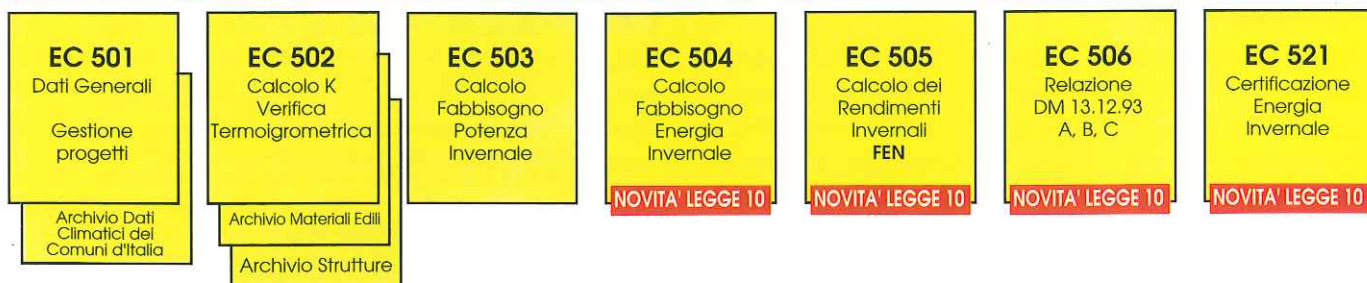 EC 501
Dati Generali
Gestione
progetti
Archivio Dati
Climatici dei
Comuni d'Italia
EC 502
Calcolo K
Verifica
Termoigrometrica
Archivio Materiali Edili
Archivio Strutture
EC 503
Calcolo
Fabbisogno
Potenza
Invernale
EC 504
Calcolo
Fabbisogno
Energia
Invernale
NOVITA' LEGGE 10
EC 505
Calcolo dei
Rendimenti
Invernali
FEN
NOVITA' LEGGE 10
EC 506
Relazione
DM 13.12.93
A, B, C
NOVITA' LEGGE 10
EC 521
Certificazione
Energia
Invernale
NOVITA' LEGGE 10